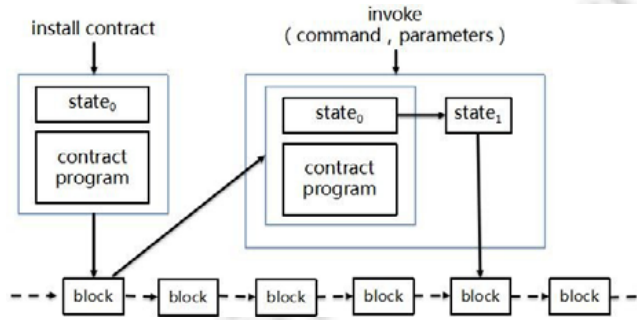 install contract
invoke
( command , parameters )
state₀
contract
program
state₀
state₁
contract
program
block
block
block
block
block
block